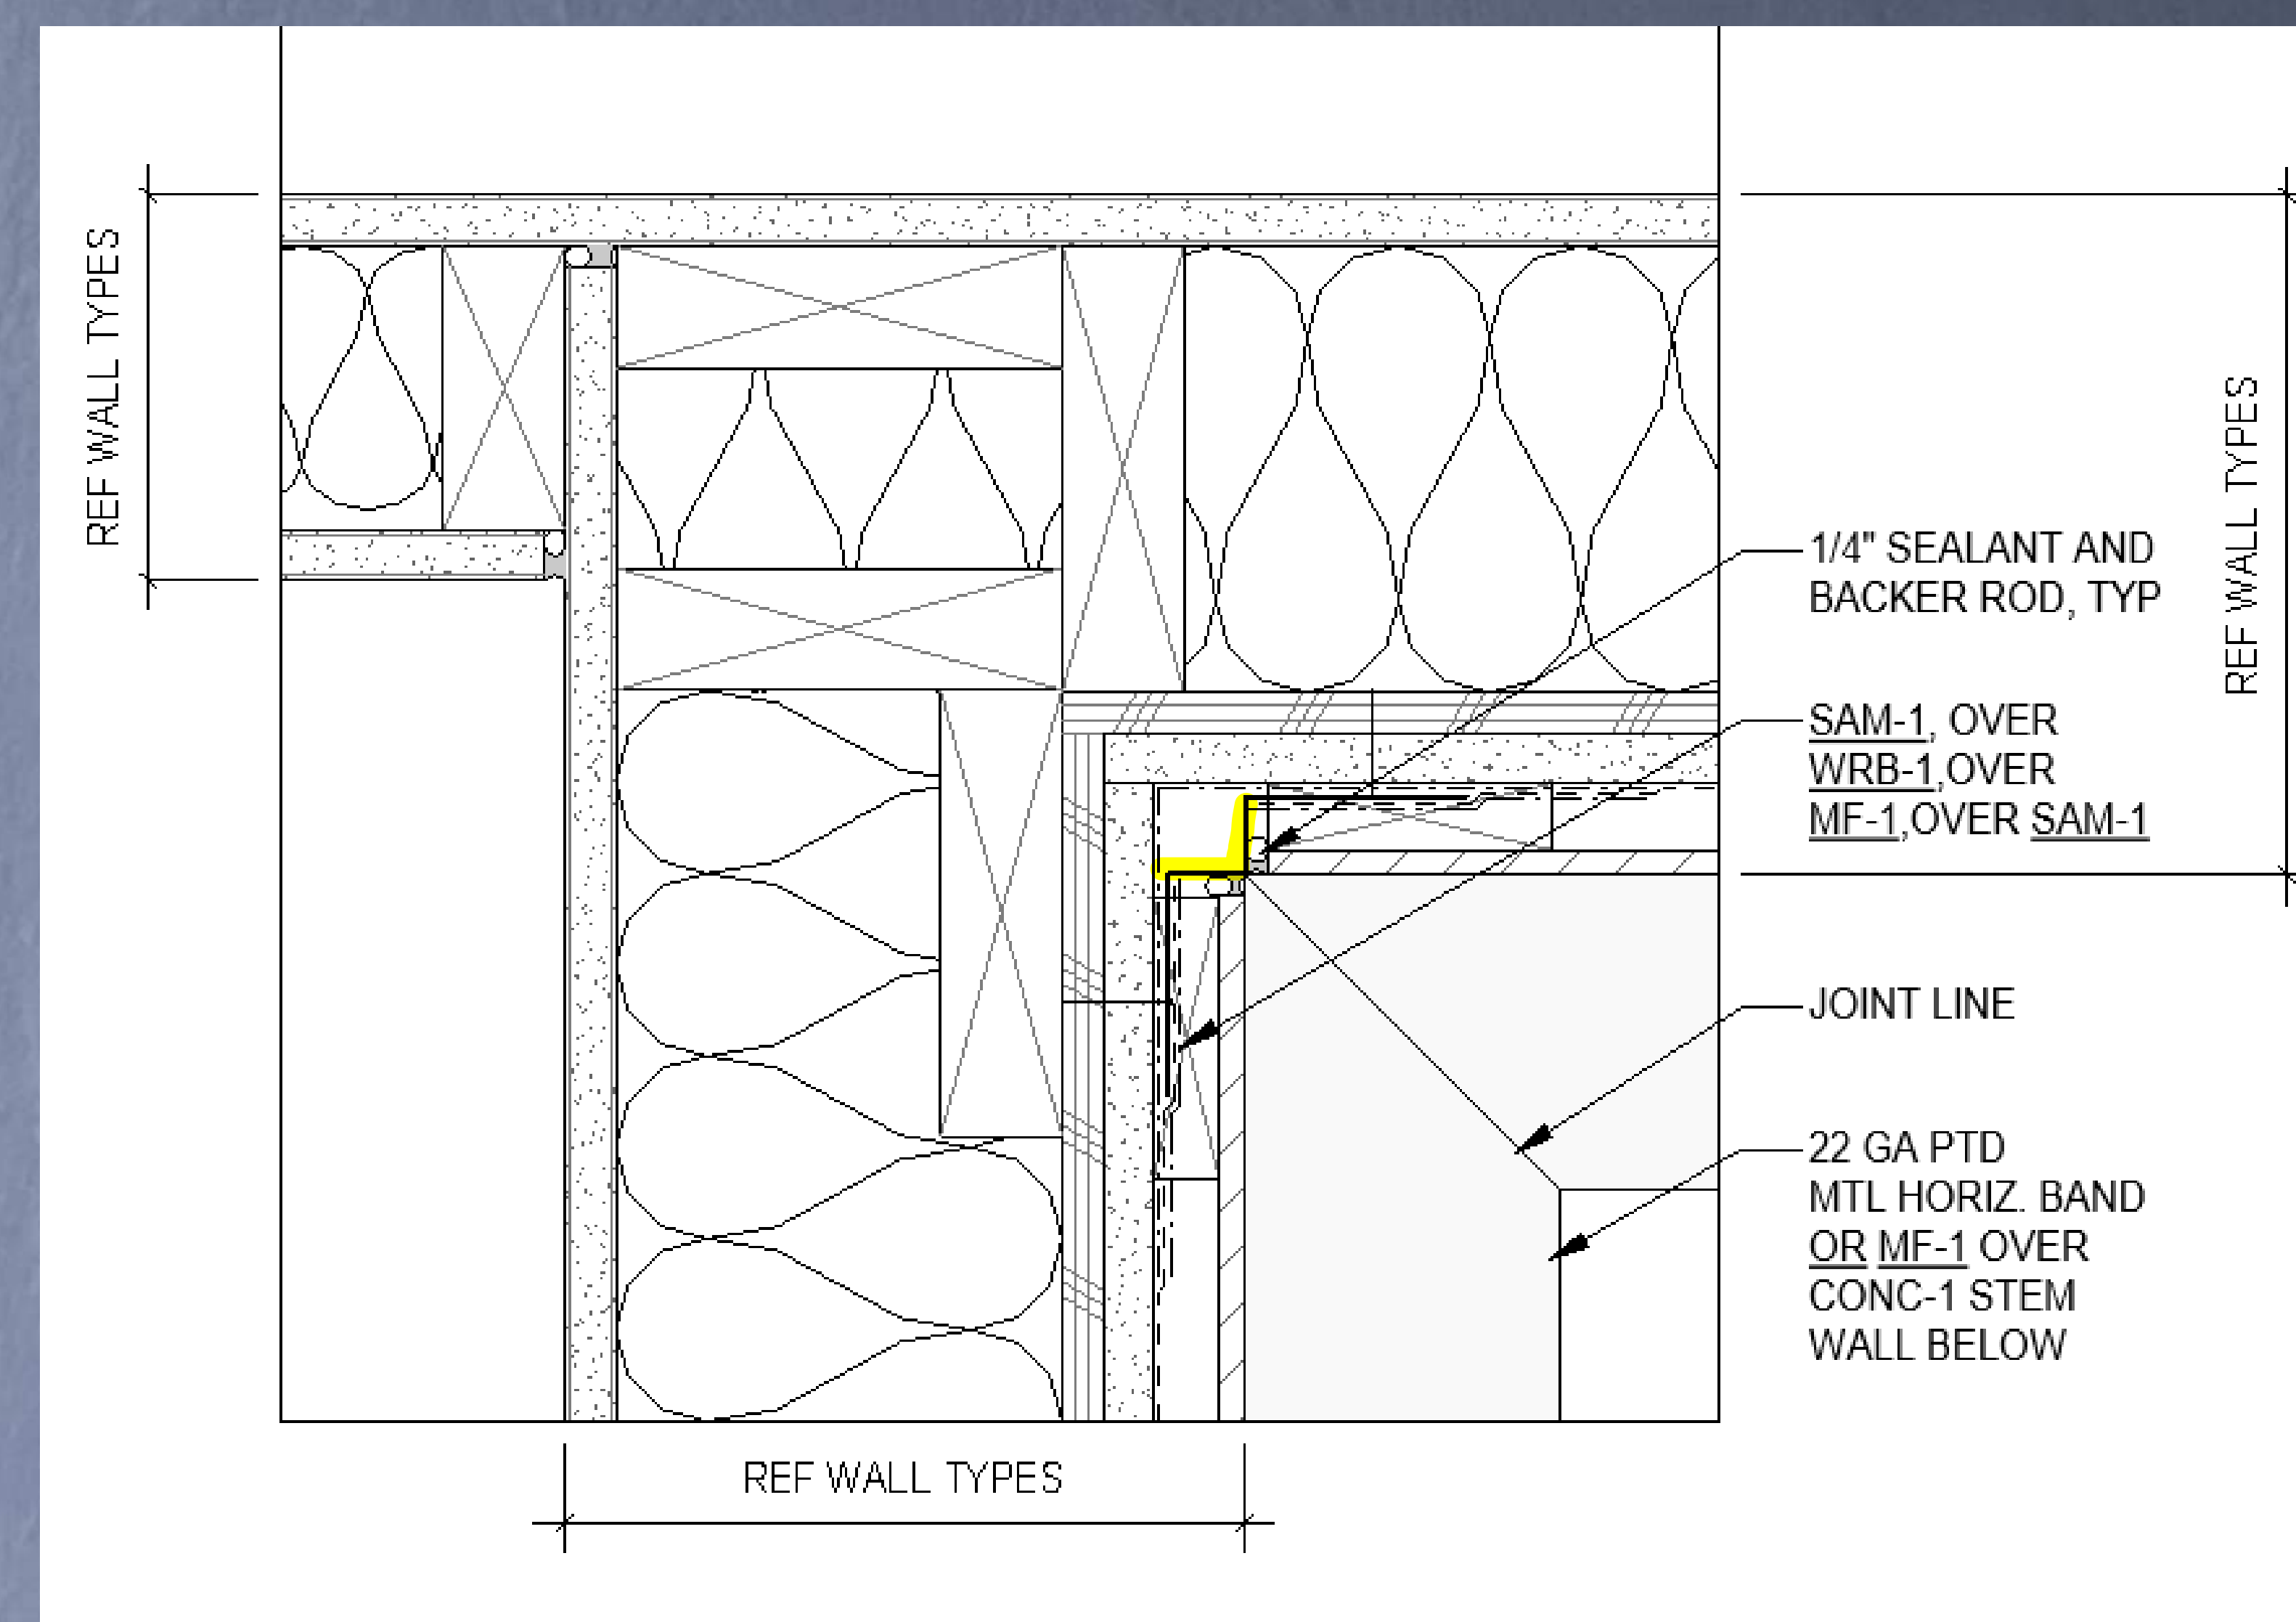 REF WALL TYPES
1/4" SEALANT AND
BACKER ROD, TYP
REF WALL TYPES
SAM-1, OVER
WRB-1,OVER
MF-1,OVER SAM-1
JOINT LINE
22 GA PTD
MTL HORIZ. BAND
OR MF-1 OVER
CONC-1 STEM
WALL BELOW
REF WALL TYPES